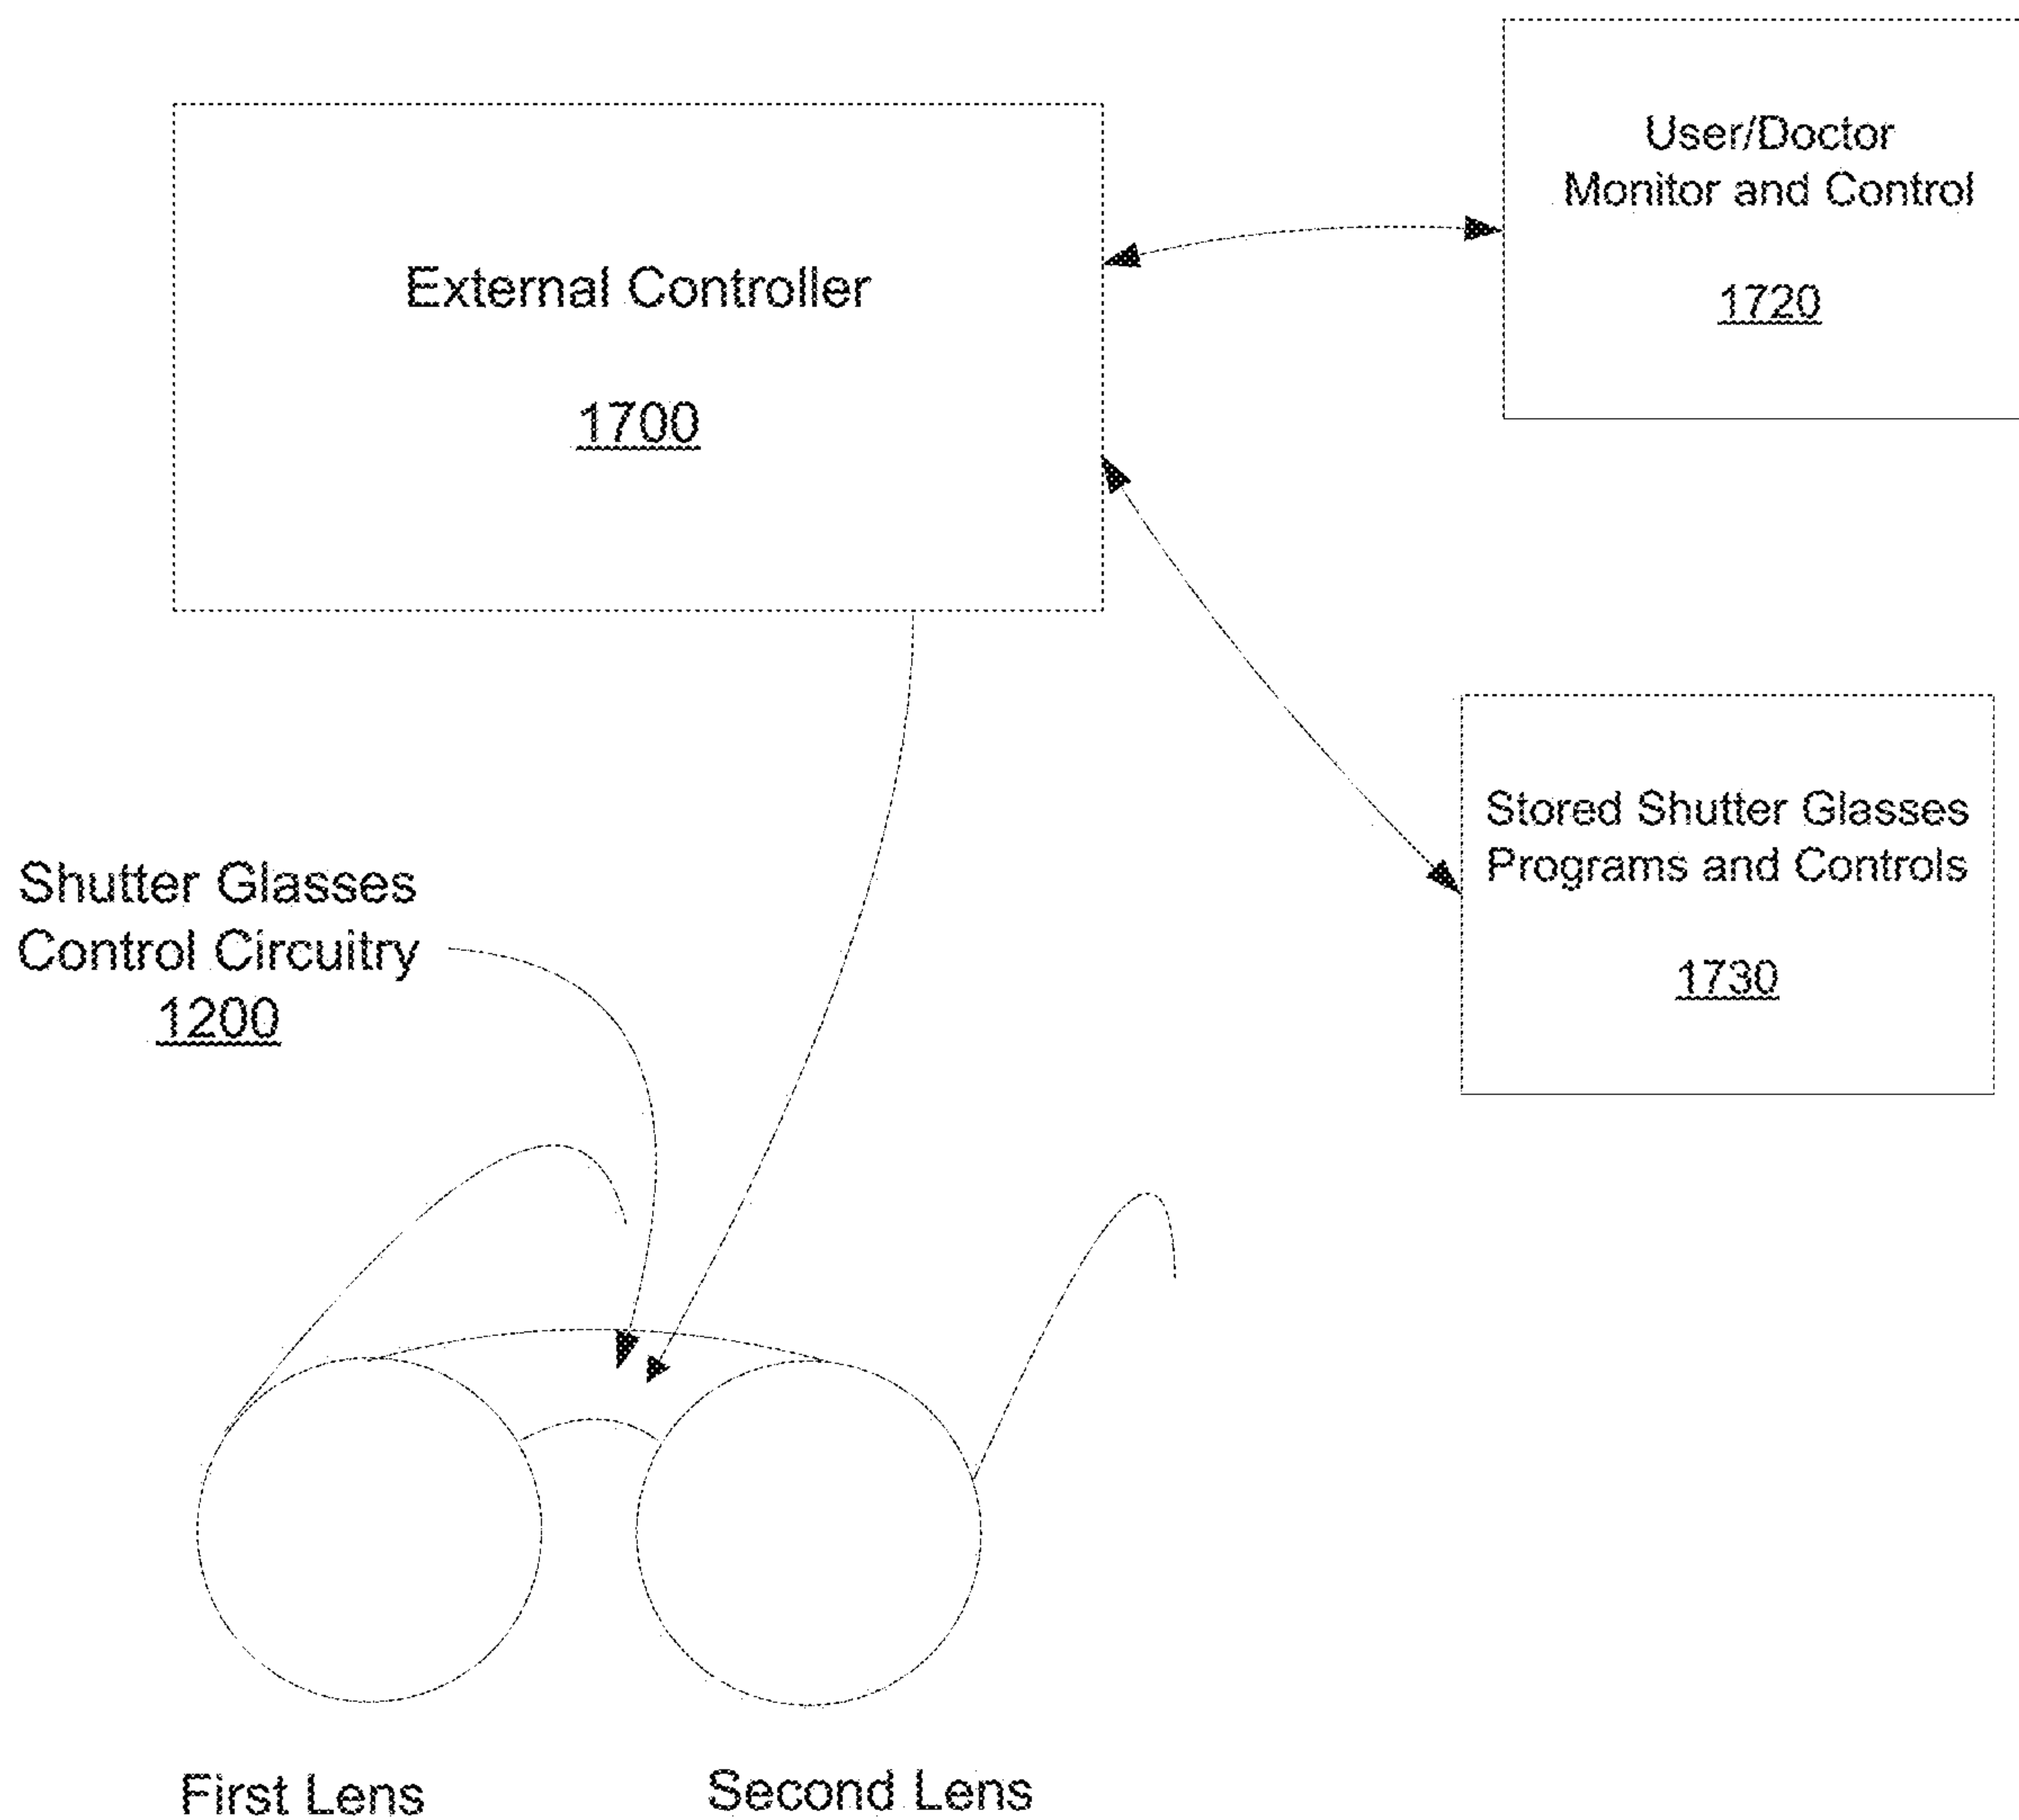 External Controller
1700
User/Doctor
Monitor and Control
1720
Stored Shutter Glasses
Programs and Controls
1730
Shutter Glasses
Control Circuitry
1200
First Lens
Second Lens